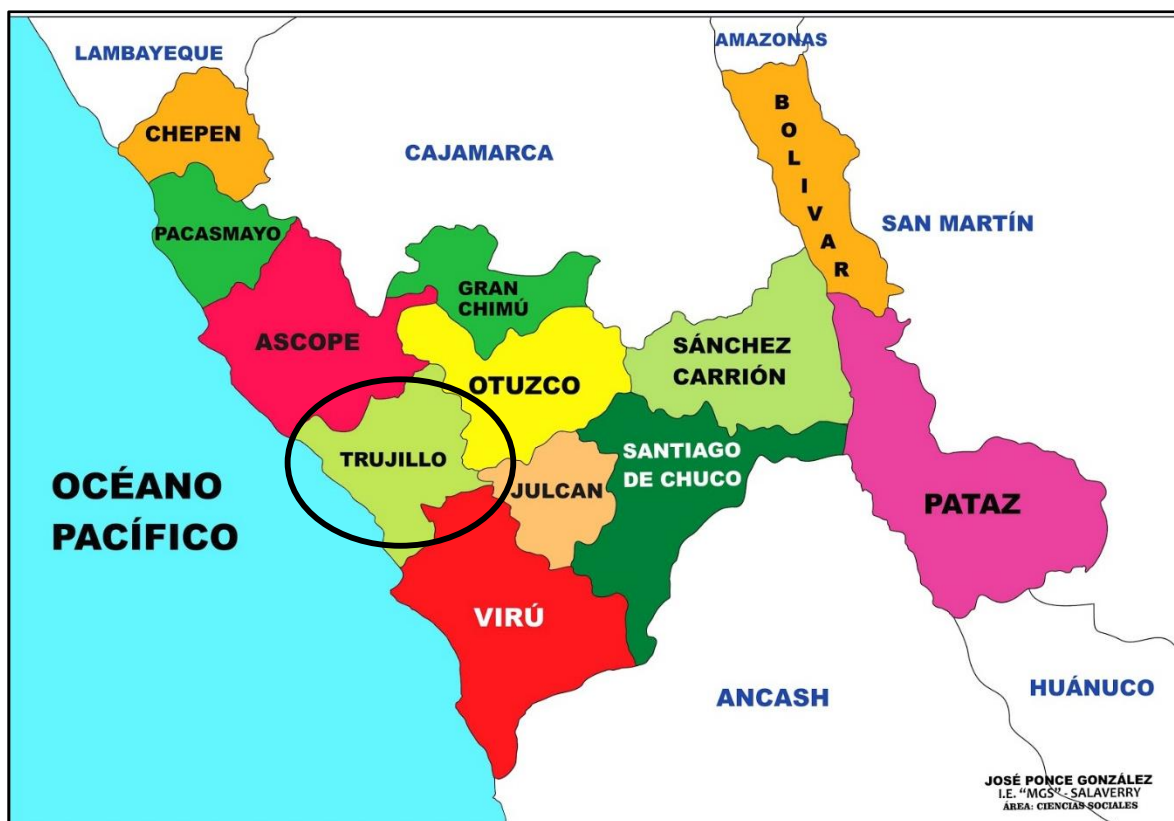 LAMBAYEQUE
AMAZONAS
CHEPEN
CAJAMARCA
BOLIVAR
PACASMAYO
SAN MARTÍN
GRAN
CHIMÚ
ASCOPE
SÁNCHEZ
CARRIÓN
OTUZCO
TRUJILLO
SANTIAGO
DE CHUCO
JULCAN
OCÉANO
PACÍFICO
PATAZ
VIRÚ
ANCASH
HUÁNUCO
JOSÉ PONCE GONZÁLEZ
I.E. "MGS" - SALAVERRY
ÁREA: CIENCIAS SOCIALES